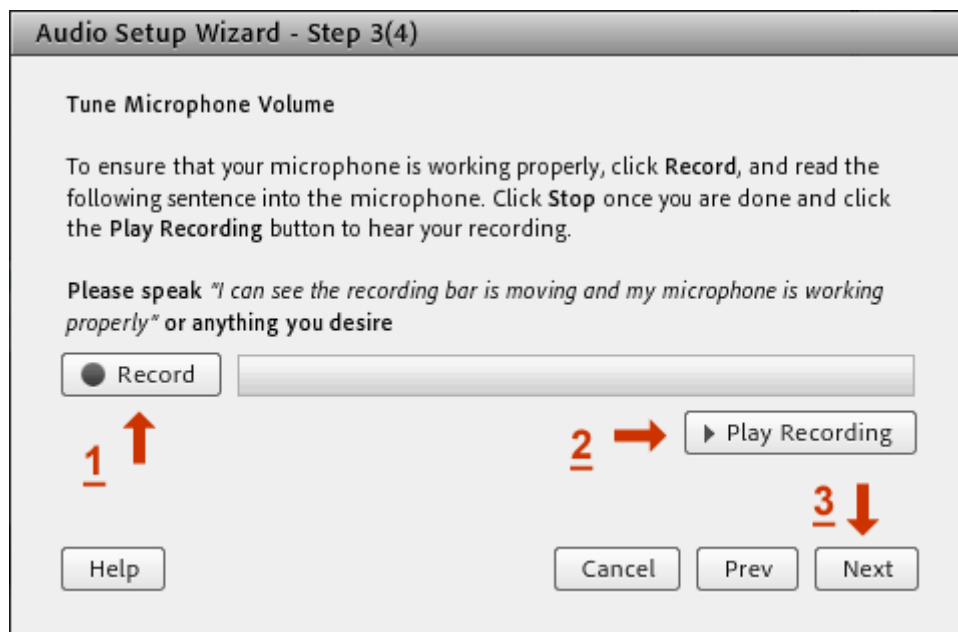 Audio Setup Wizard - Step 3(4)
Tune Microphone Volume
To ensure that your microphone is working properly, click Record, and read the
following sentence into the microphone. Click Stop once you are done and click
the Play Recording button to hear your recording.
Please speak "I can see the recording bar is moving and my microphone is working
properly" or anything you desire
Record
1
2
Play Recording
3
Help
Cancel
Prev
Next